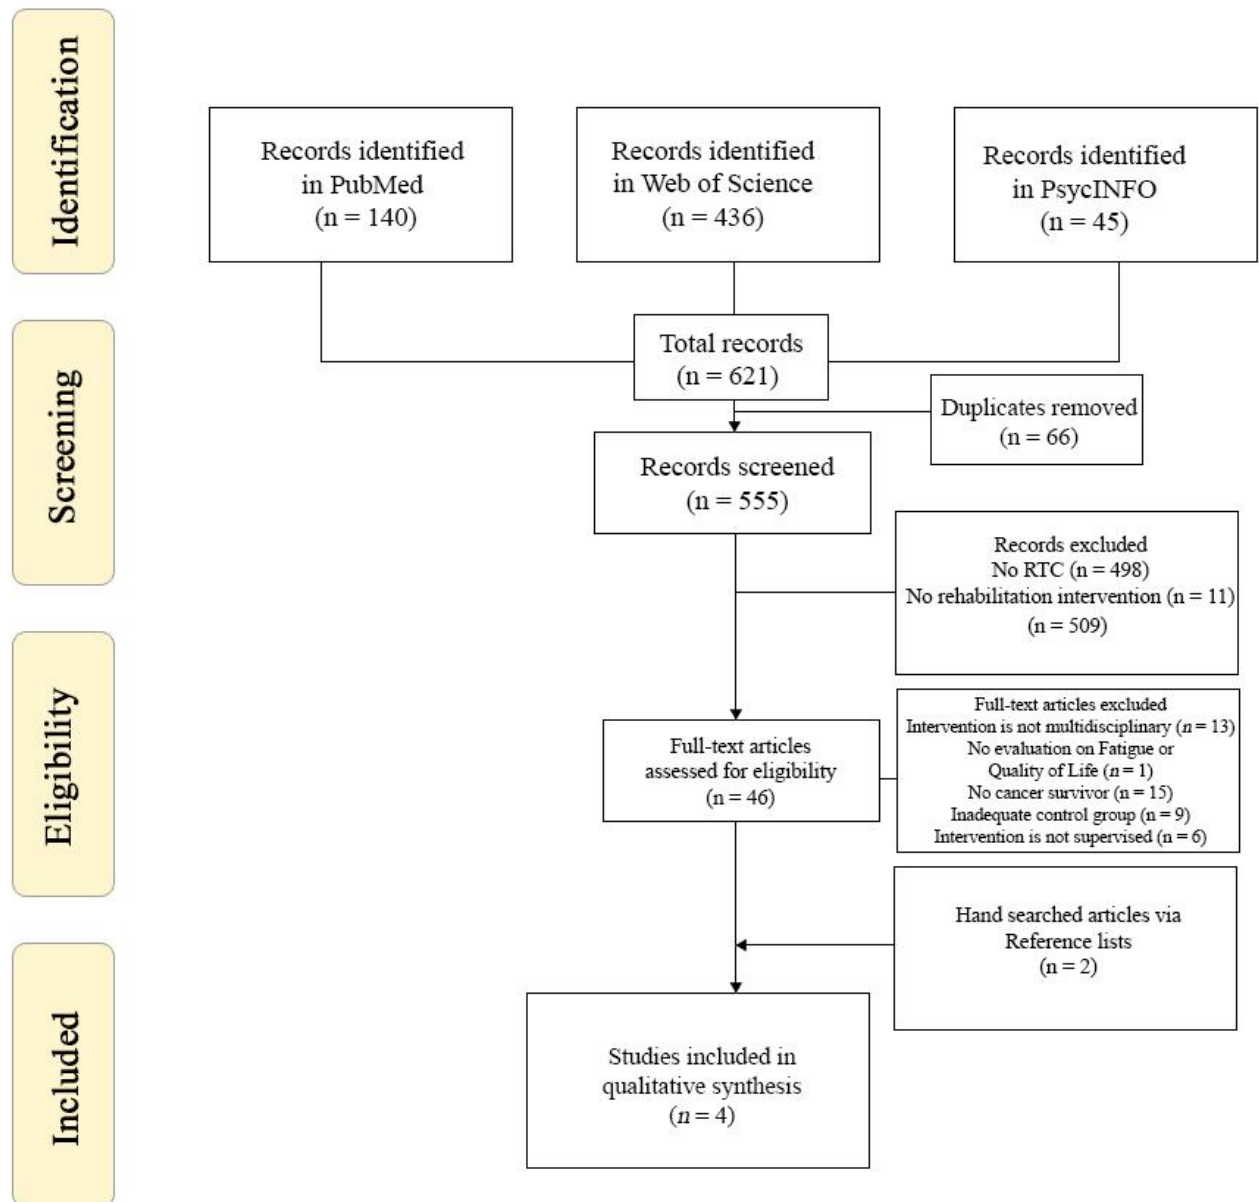 Identification
Records identified
in PubMed
(n = 140)
Records identified
in Web of Science
(n = 436)
Records identified
in PsycINFO
(n = 45)
Screening
Total records
(n = 621)
Duplicates removed
(n = 66)
Records screened
(n = 555)
Records excluded
No RTC (n = 498)
No rehabilitation intervention (n = 11)
(n = 509)
Eligibility
Full-text articles
assessed for eligibility
(n = 46)
Full-text articles excluded
Intervention is not multidisciplinary (n = 13)
No evaluation on Fatigue or
Quality of Life (n = 1)
No cancer survivor (n = 15)
Inadequate control group (n = 9)
Intervention is not supervised (n = 6)
Hand searched articles via
Reference lists
(n = 2)
Included
Studies included in
qualitative synthesis
(n = 4)